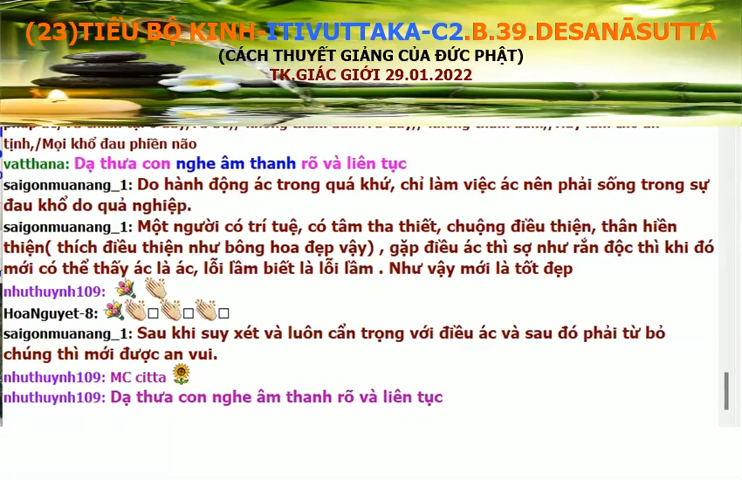 (23)TIỂU BỘ KINH-ITIVUTTAKA-C2.B.39.DESANĀSUTTA
(CÁCH THUYẾT GIẢNG CỦA ĐỨC PHẬT)
TK.GIÁC GIỚI 29.01.2022
tịnh,/Mọi khổ đau phiền não
vatthana: Dạ thưa con nghe âm thanh rõ và liên tục
saigonmuanang_1: Do hành động ác trong quá khứ, chỉ làm việc ác nên phải sống trong sự
đau khổ do quả nghiệp.
saigonmuanang_1: Một người có trí tuệ, có tâm tha thiết, chuộng điều thiện, thân hiền
thiện( thích điều thiện như bông hoa đẹp vậy) , gặp điều ác thì sợ như rắn độc thì khi đó
mới có thể thấy ác là ác, lỗi lầm biết là lỗi lầm . Như vậy mới là tốt đẹp
nhuthuynh109: 💐 👏
HoaNguyet-8: 💐👏□👏□👏□
saigonmuanang_1: Sau khi suy xét và luôn cẩn trọng với điều ác và sau đó phải từ bỏ
chúng thì mới được an vui.
nhuthuynh109: MC citta 🌻
nhuthuynh109: Dạ thưa con nghe âm thanh rõ và liên tục